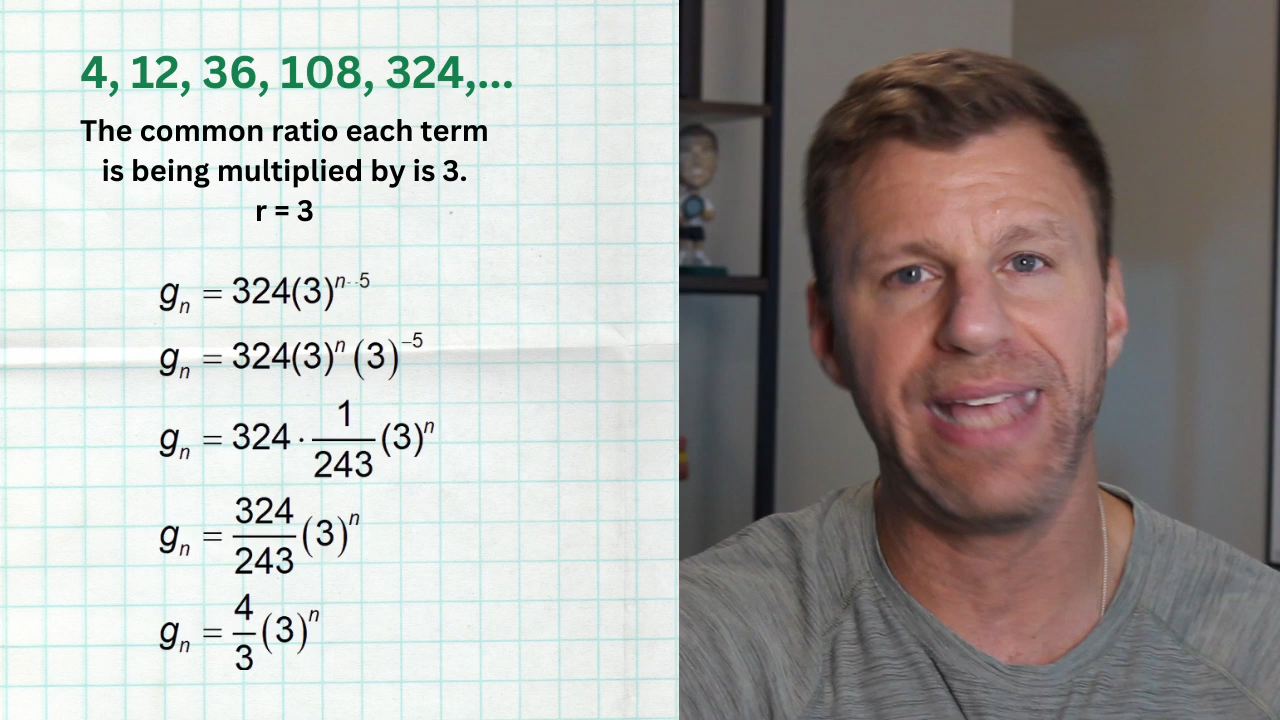 4, 12, 36, 108, 324,...
The common ratio each term
is being multiplied by is 3.
r = 3
gₙ = 324(3)ⁿ⁻⁵
gₙ = 324(3)ⁿ (3)⁻⁵
gₙ = 324 · 1/243 (3)ⁿ
gₙ = 324/243 (3)ⁿ
gₙ = 4/3 (3)ⁿ